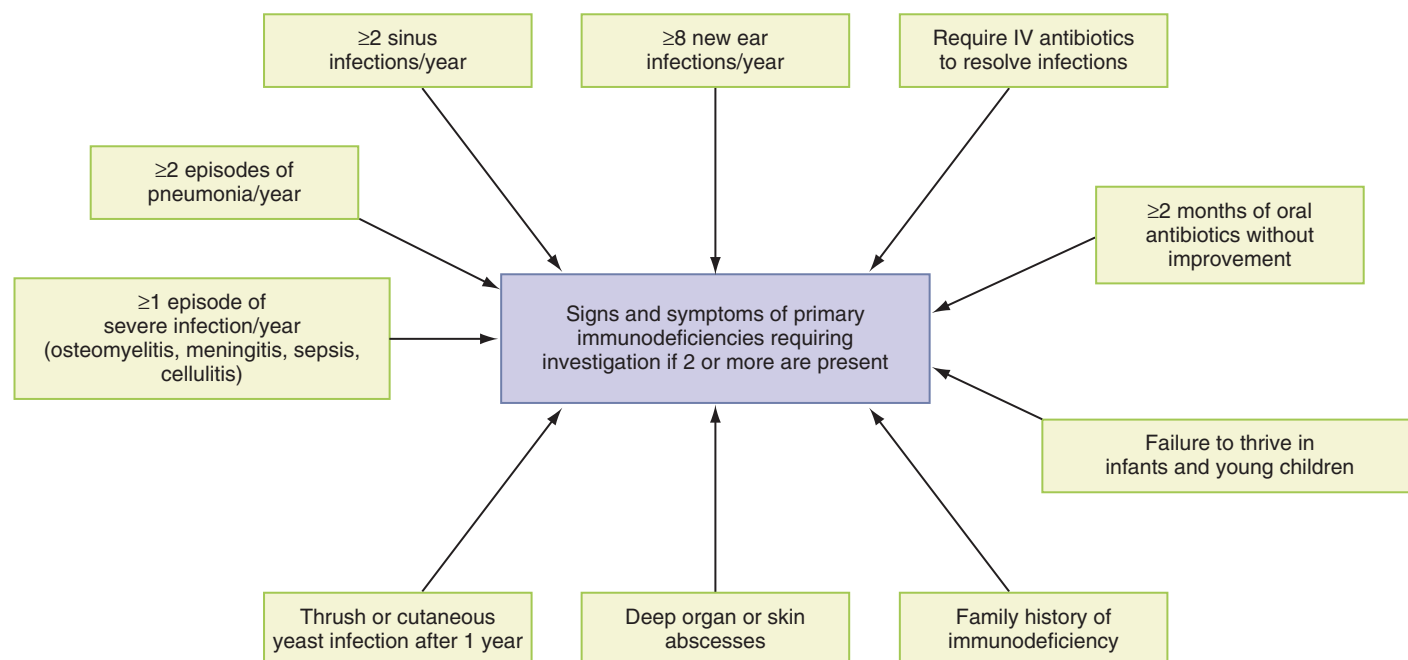 ≥2 sinus
infections/year
≥8 new ear
infections/year
Require IV antibiotics
to resolve infections
≥2 episodes of
pneumonia/year
≥2 months of oral
antibiotics without
improvement
≥1 episode of
severe infection/year
(osteomyelitis, meningitis, sepsis,
cellulitis)
Signs and symptoms of primary
immunodeficiencies requiring
investigation if 2 or more are present
Failure to thrive in
infants and young children
Thrush or cutaneous
yeast infection after 1 year
Deep organ or skin
abscesses
Family history of
immunodeficiency